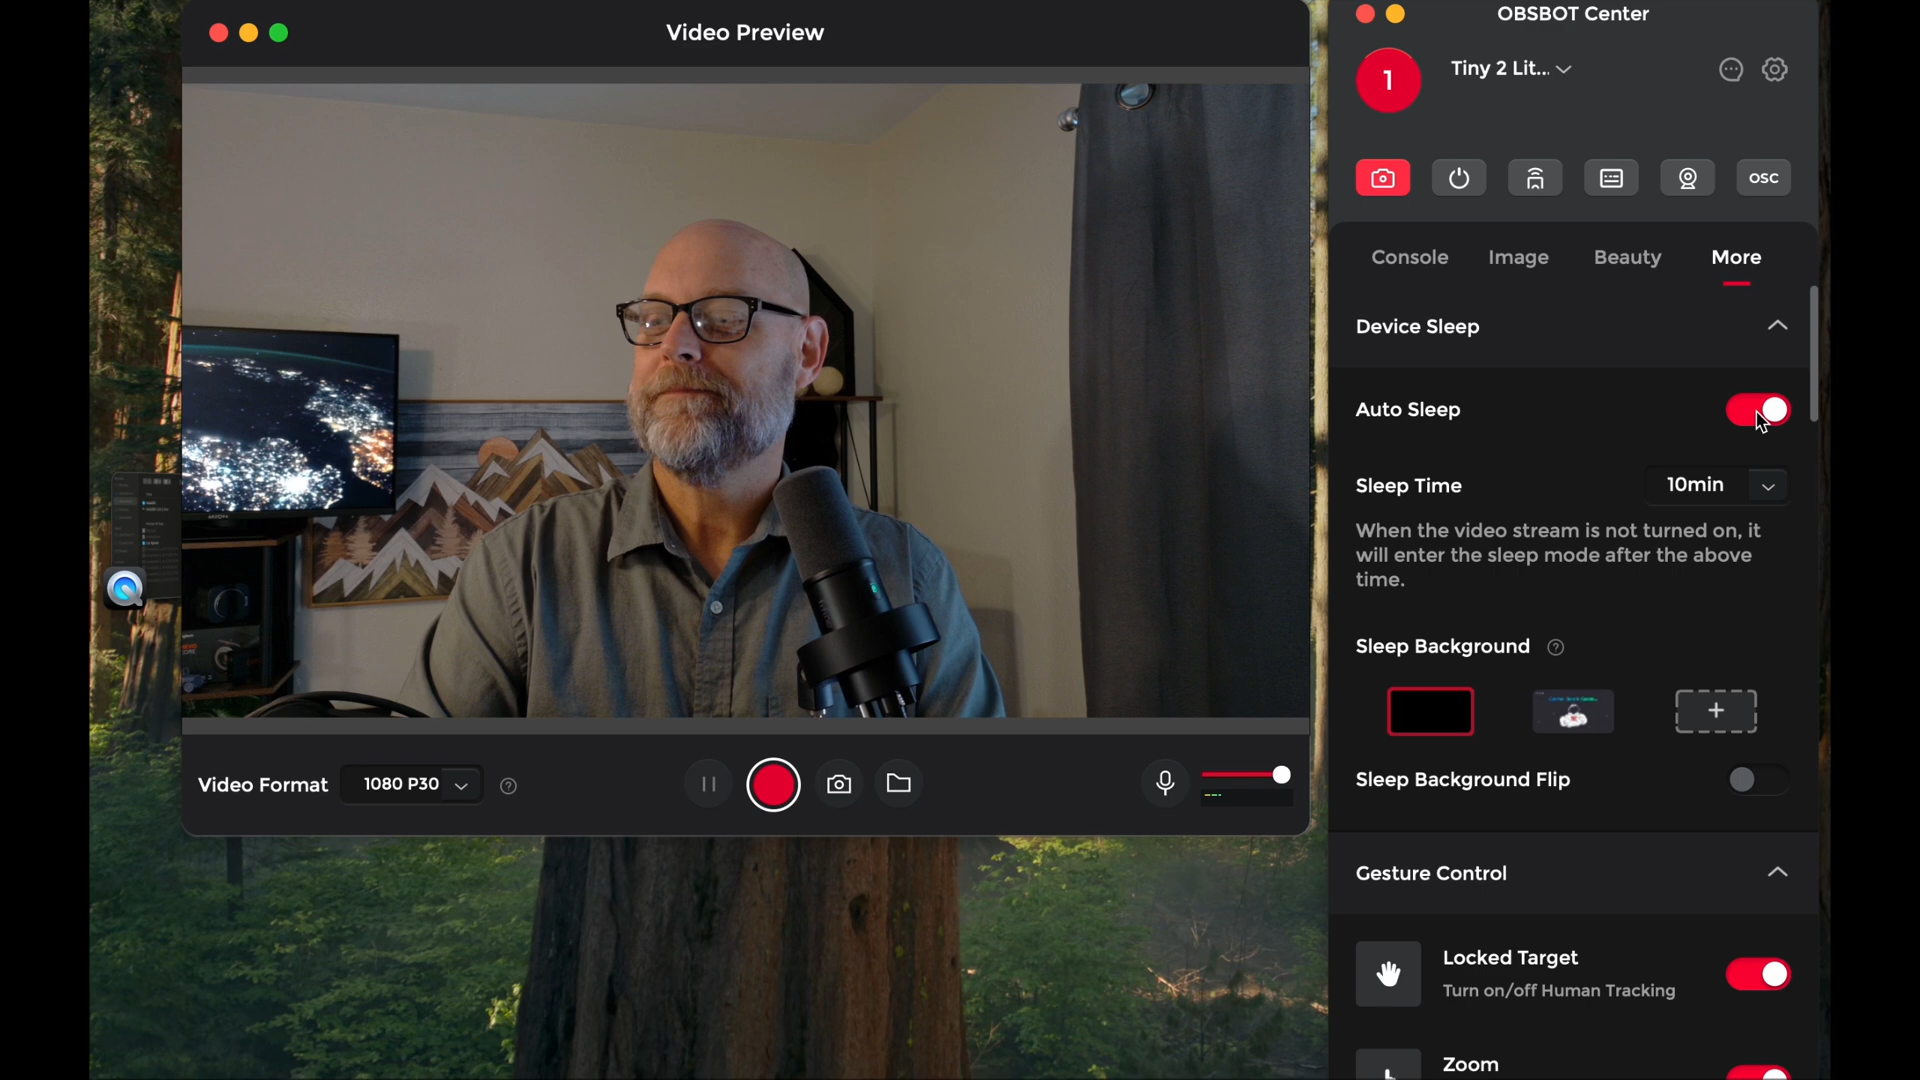 Video Preview
OBSBOT Center
1
Tiny 2 Lit...
OSC
Console
Image
Beauty
More
Device Sleep
Auto Sleep
Sleep Time
10min
When the video stream is not turned on, it
will enter the sleep mode after the above
time.
Sleep Background
Sleep Background Flip
Video Format
1080 P30
Gesture Control
Locked Target
Turn on/off Human Tracking
Zoom